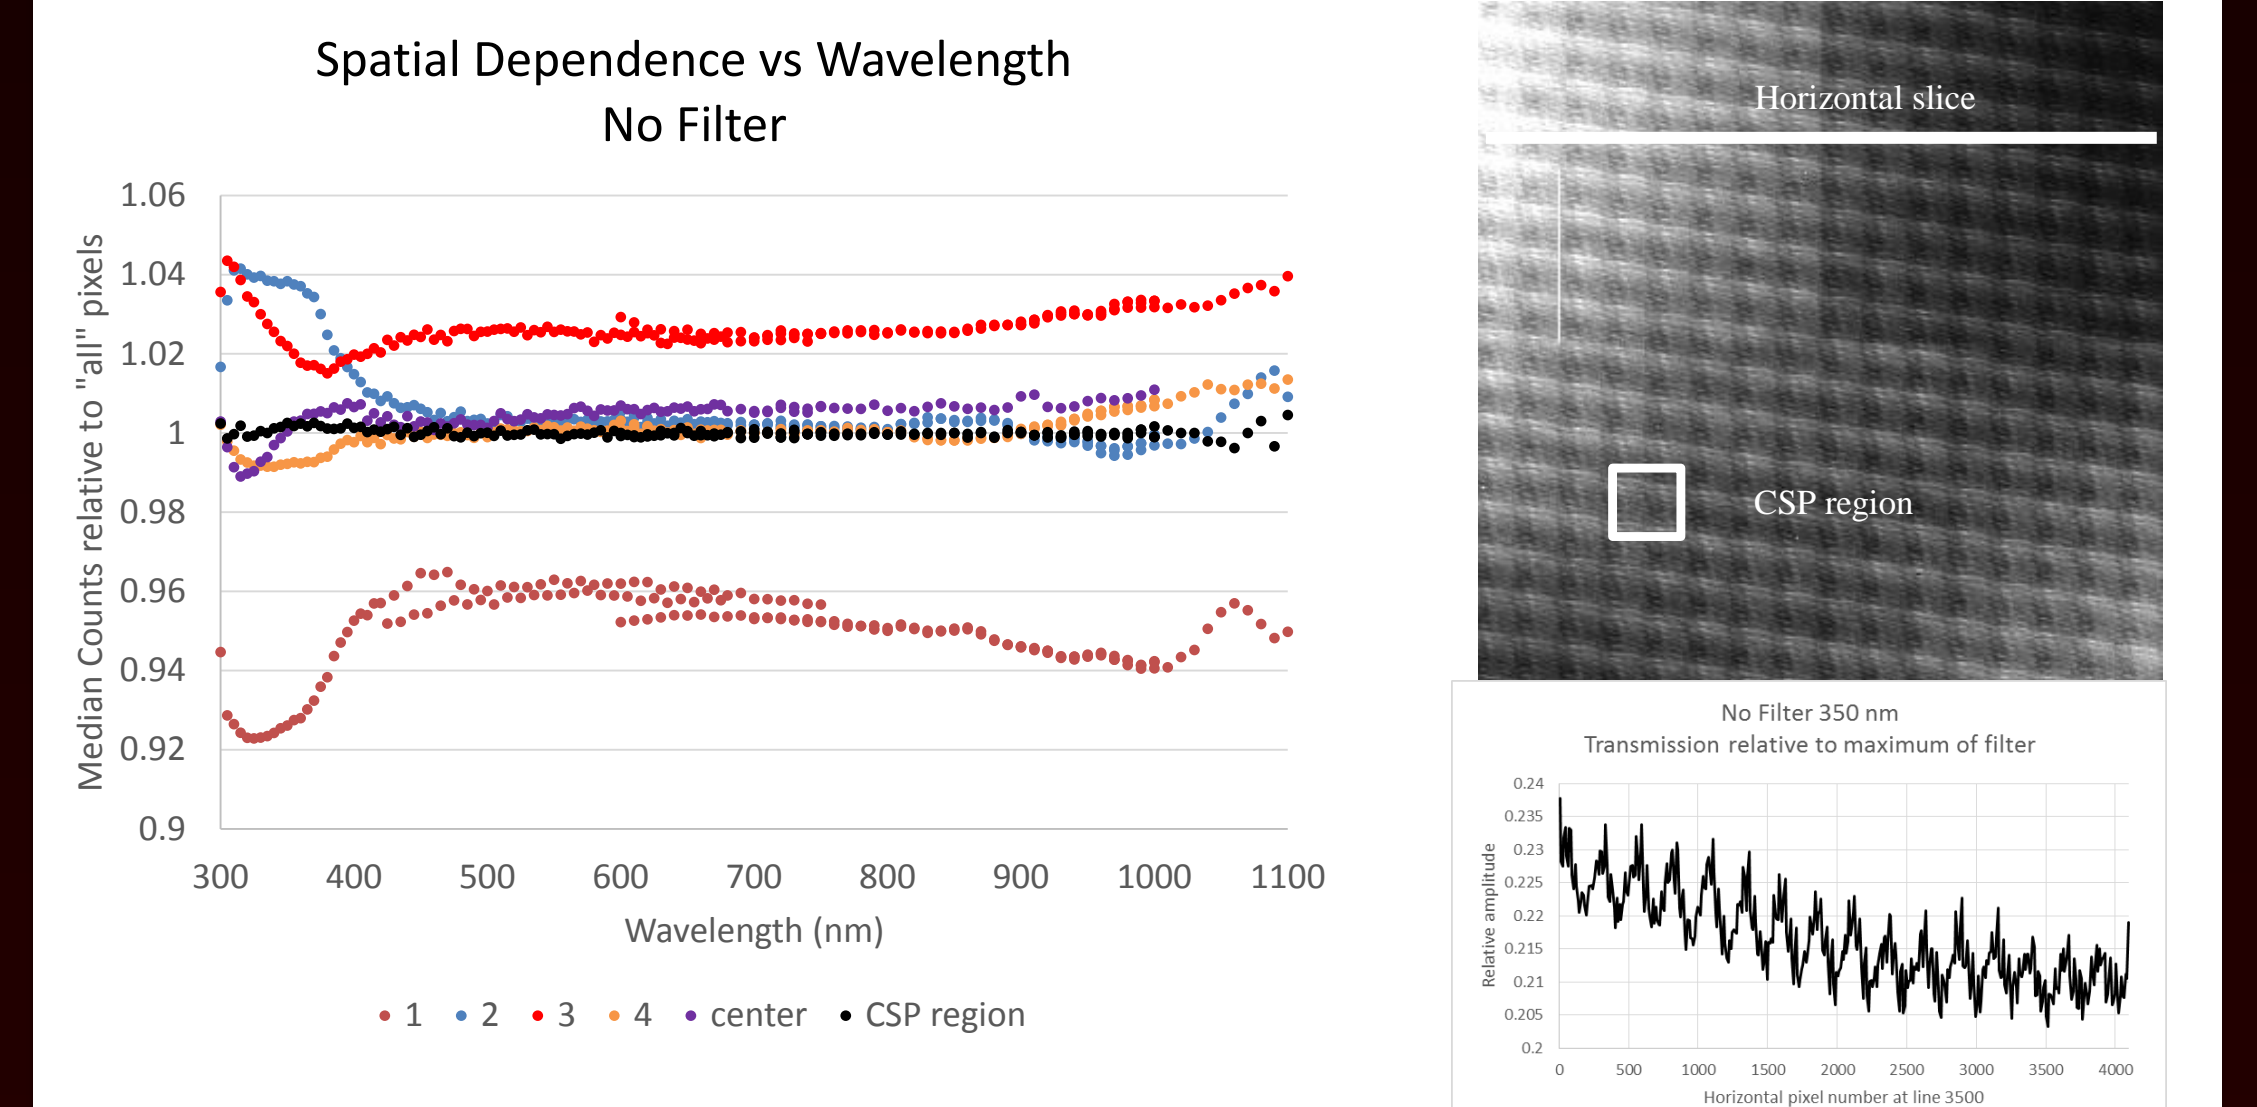 Spatial Dependence vs Wavelength
No Filter
Median Counts relative to "all" pixels
1.06
1.04
1.02
1
0.98
0.96
0.94
0.92
0.9
300 400 500 600 700 800 900 1000 1100
Wavelength (nm)
1 2 3 4 center CSP region
Horizontal slice
CSP region
No Filter 350 nm
Transmission relative to maximum of filter
Relative amplitude
0.24
0.235
0.23
0.225
0.22
0.215
0.21
0.205
0.2
0 500 1000 1500 2000 2500 3000 3500 4000
Horizontal pixel number at line 3500